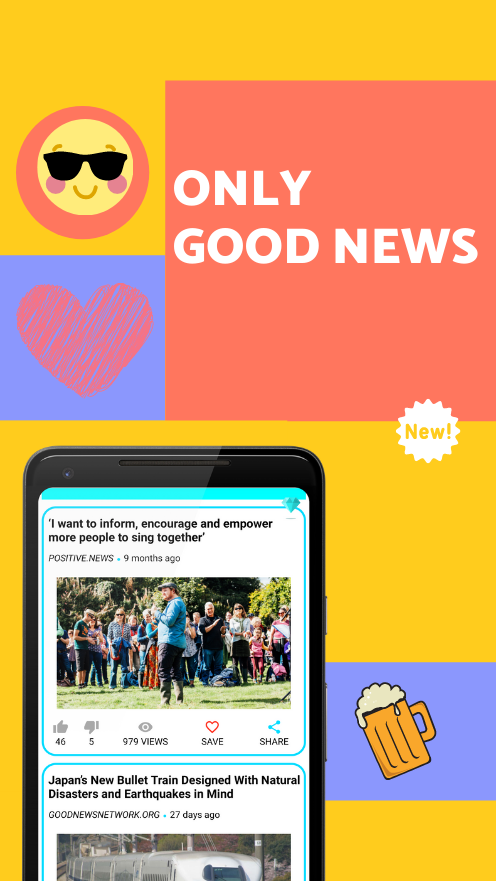 ONLY
GOOD NEWS
New!
‘I want to inform, encourage and empower
more people to sing together’
POSITIVE.NEWS • 9 months ago
46 5 979 VIEWS SAVE SHARE
Japan's New Bullet Train Designed With Natural
Disasters and Earthquakes in Mind
GOODNEWSNETWORK.ORG • 27 days ago